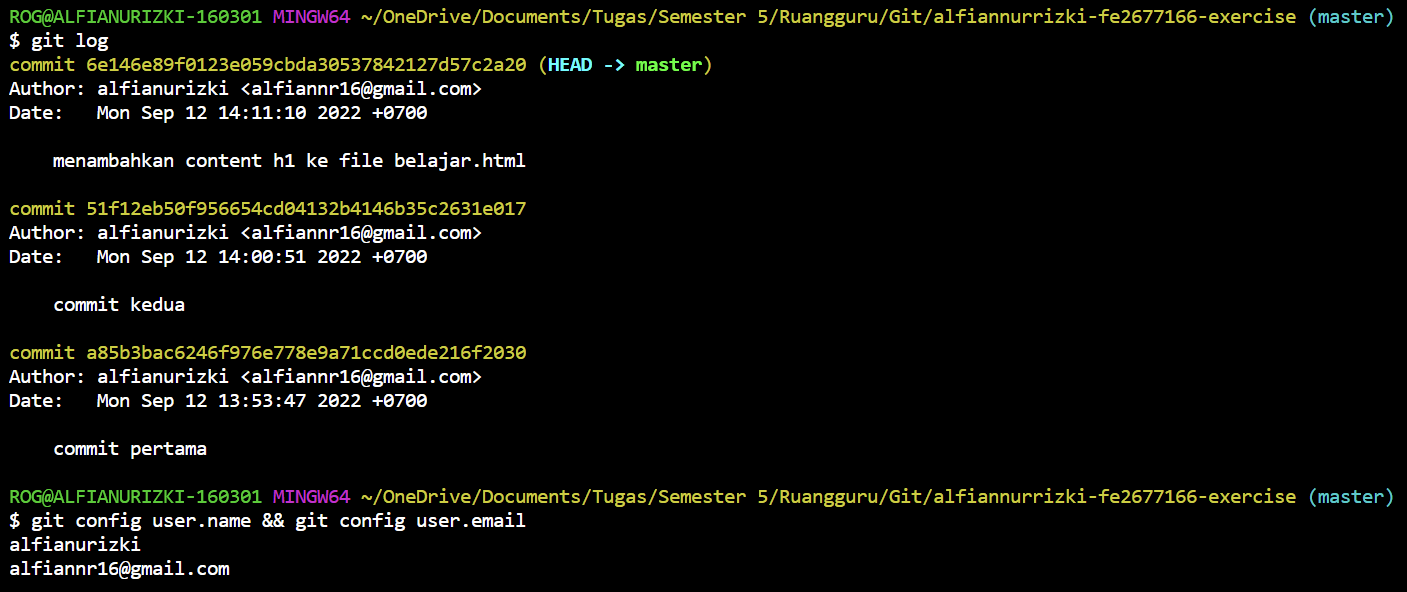 ROG@ALFIANURIZKI-160301 MINGW64 ~/OneDrive/Documents/Tugas/Semester 5/Ruangguru/Git/alfiannurrizki-fe2677166-exercise (master)
$ git log
commit 6e146e89f0123e059cbda30537842127d57c2a20 (HEAD -> master)
Author: alfianurizki <alfiannr16@gmail.com>
Date:   Mon Sep 12 14:11:10 2022 +0700

    menambahkan content h1 ke file belajar.html

commit 51f12eb50f956654cd04132b4146b35c2631e017
Author: alfianurizki <alfiannr16@gmail.com>
Date:   Mon Sep 12 14:00:51 2022 +0700

    commit kedua

commit a85b3bac6246f976e778e9a71ccd0ede216f2030
Author: alfianurizki <alfiannr16@gmail.com>
Date:   Mon Sep 12 13:53:47 2022 +0700

    commit pertama

ROG@ALFIANURIZKI-160301 MINGW64 ~/OneDrive/Documents/Tugas/Semester 5/Ruangguru/Git/alfiannurrizki-fe2677166-exercise (master)
$ git config user.name && git config user.email
alfianurizki
alfiannr16@gmail.com